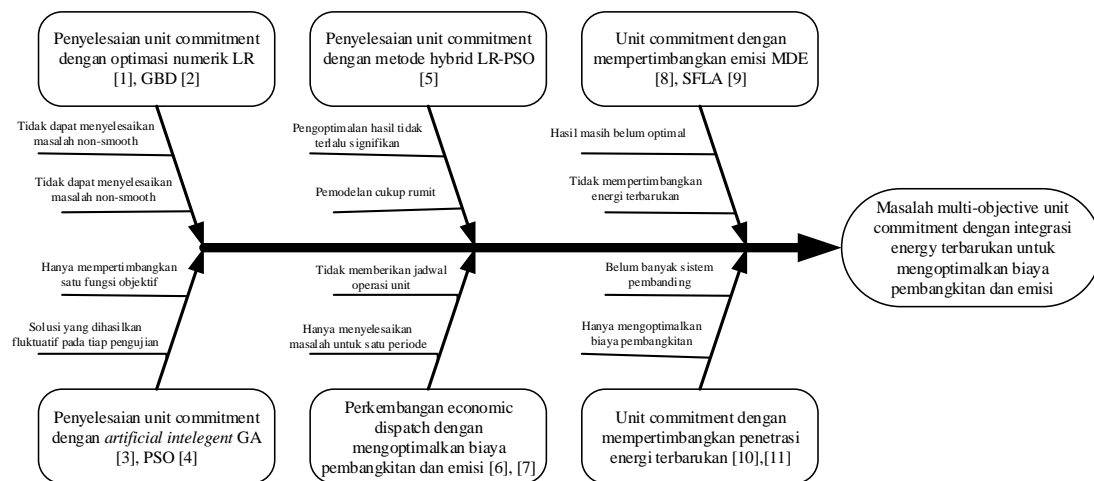 Penyelesaian unit commitment
dengan optimasi numerik LR
[1], GBD [2]
Penyelesaian unit commitment
dengan metode hybrid LR-PSO
[5]
Unit commitment dengan
mempertimbangkan emisi MDE
[8], SFLA [9]
Tidak dapat menyelesaikan
masalah non-smooth
Tidak dapat menyelesaikan
masalah non-smooth
Pengoptimalan hasil tidak
terlalu signifikan
Pemodelan cukup rumit
Hasil masih belum optimal
Tidak mempertimbangkan
energi terbarukan
Masalah multi-objective unit
commitment dengan integrasi
energy terbarukan untuk
mengoptimalkan biaya
pembangkitan dan emisi
Hanya mempertimbangkan
satu fungsi objektif
Solusi yang dihasilkan
fluktuatif pada tiap pengujian
Tidak memberikan jadwal
operasi unit
Hanya menyelesaikan
masalah untuk satu periode
Belum banyak sistem
pembanding
Hanya mengoptimalkan
biaya pembangkitan
Penyelesaian unit commitment
dengan artificial intelegent GA
[3], PSO [4]
Perkembangan economic
dispatch dengan
mengoptimalkan biaya
pembangkitan dan emisi [6], [7]
Unit commitment dengan
mempertimbangkan penetrasi
energi terbarukan [10],[11]